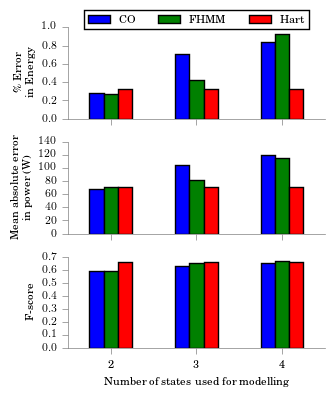 CO FHMM Hart
% Error
in Energy
1.0
0.8
0.6
0.4
0.2
0.0
Mean absolute error
in power (W)
140
120
100
80
60
40
20
0
F-score
0.7
0.6
0.5
0.4
0.3
0.2
0.1
0.0
2 3 4
Number of states used for modelling